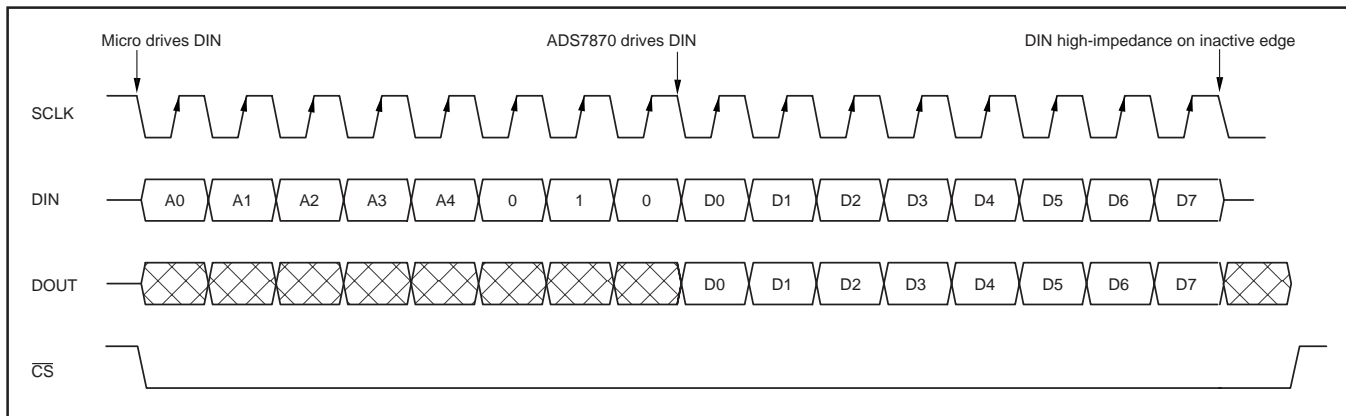 Micro drives DIN
ADS7870 drives DIN
DIN high-impedance on inactive edge
SCLK
DIN
A0 A1 A2 A3 A4 0 1 0 D0 D1 D2 D3 D4 D5 D6 D7
DOUT
D0 D1 D2 D3 D4 D5 D6 D7
C̅S̅